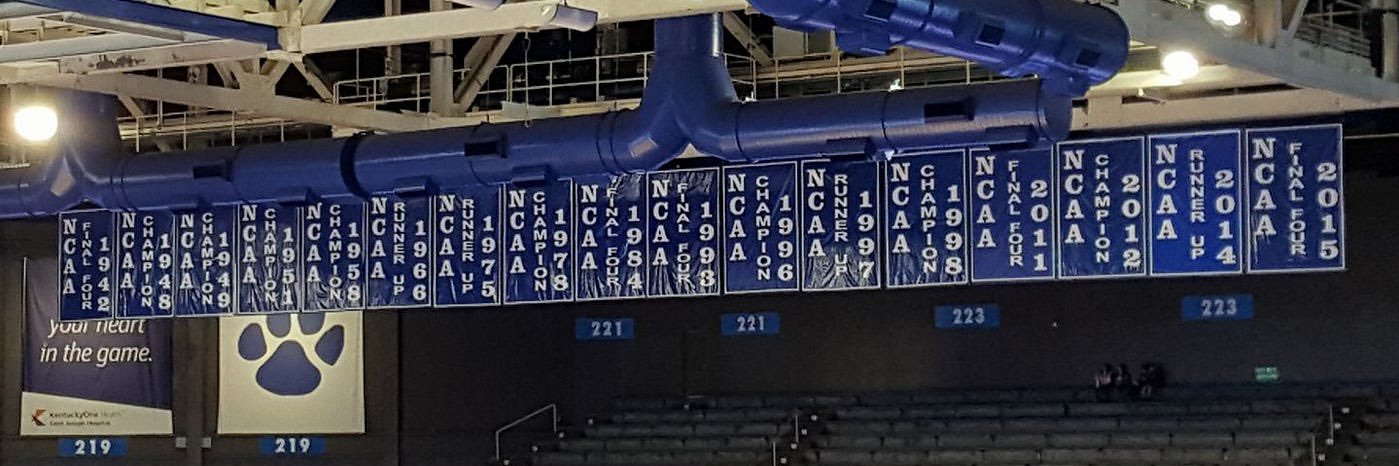 NCAA FINAL FOUR 1942
NCAA CHAMPION 1948
NCAA CHAMPION 1949
NCAA CHAMPION 1951
NCAA CHAMPION 1958
NCAA RUNNER UP 1966
NCAA RUNNER UP 1975
NCAA CHAMPION 1978
NCAA FINAL FOUR 1984
NCAA FINAL FOUR 1993
NCAA CHAMPION 1996
NCAA RUNNER UP 1997
NCAA CHAMPION 1998
NCAA FINAL FOUR 2011
NCAA CHAMPION 2012
NCAA RUNNER UP 2014
NCAA FINAL FOUR 2015
your heart
in the game.
KentuckyOne Health
Saint Joseph Hospital
219
219
221
221
223
223